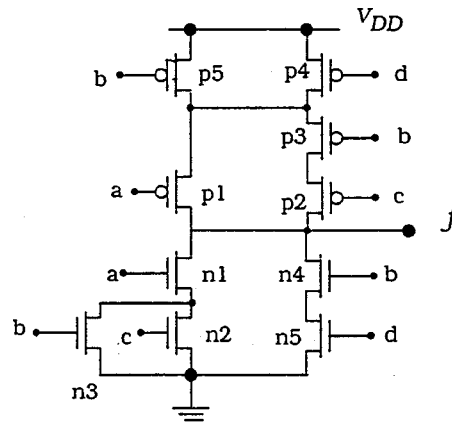 V_DD
b p5 p4 d
p3 b
a p1 p2 c
f
a n1 n4 b
b c n2 n5 d
n3